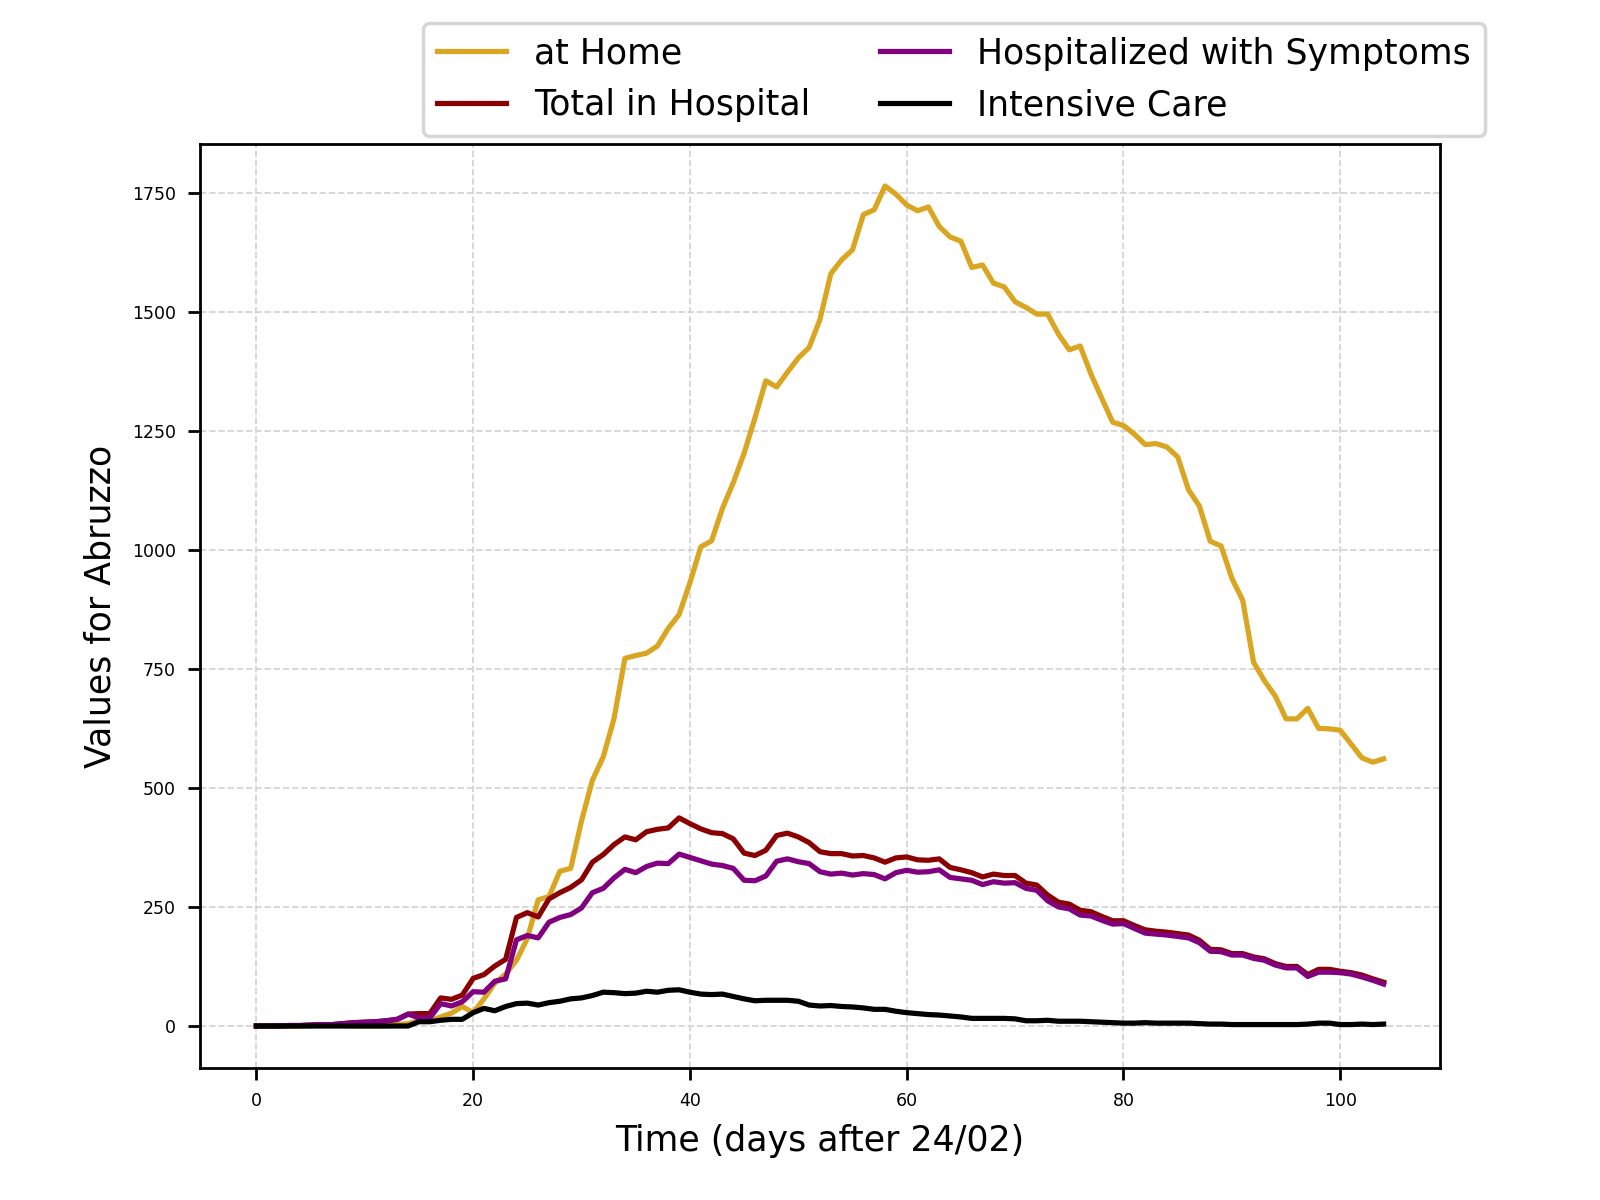 at Home
Total in Hospital
Hospitalized with Symptoms
Intensive Care
Values for Abruzzo
1750
1500
1250
1000
750
500
250
0
0 20 40 60 80 100
Time (days after 24/02)